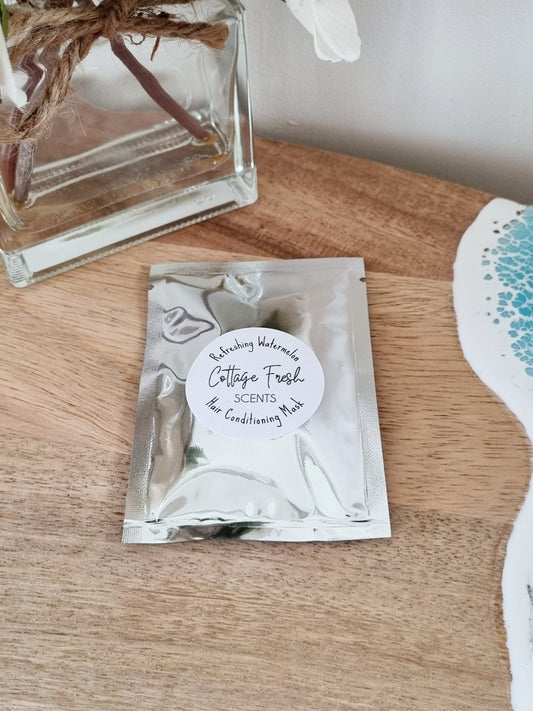 Refreshing Watermelon
Cottage Fresh
SCENTS
Hair Conditioning Mask